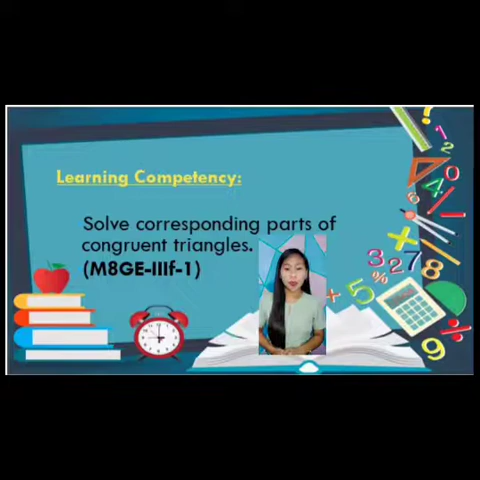 Learning Competency:
Solve corresponding parts of
congruent triangles.
(M8GE-IIIf-1)